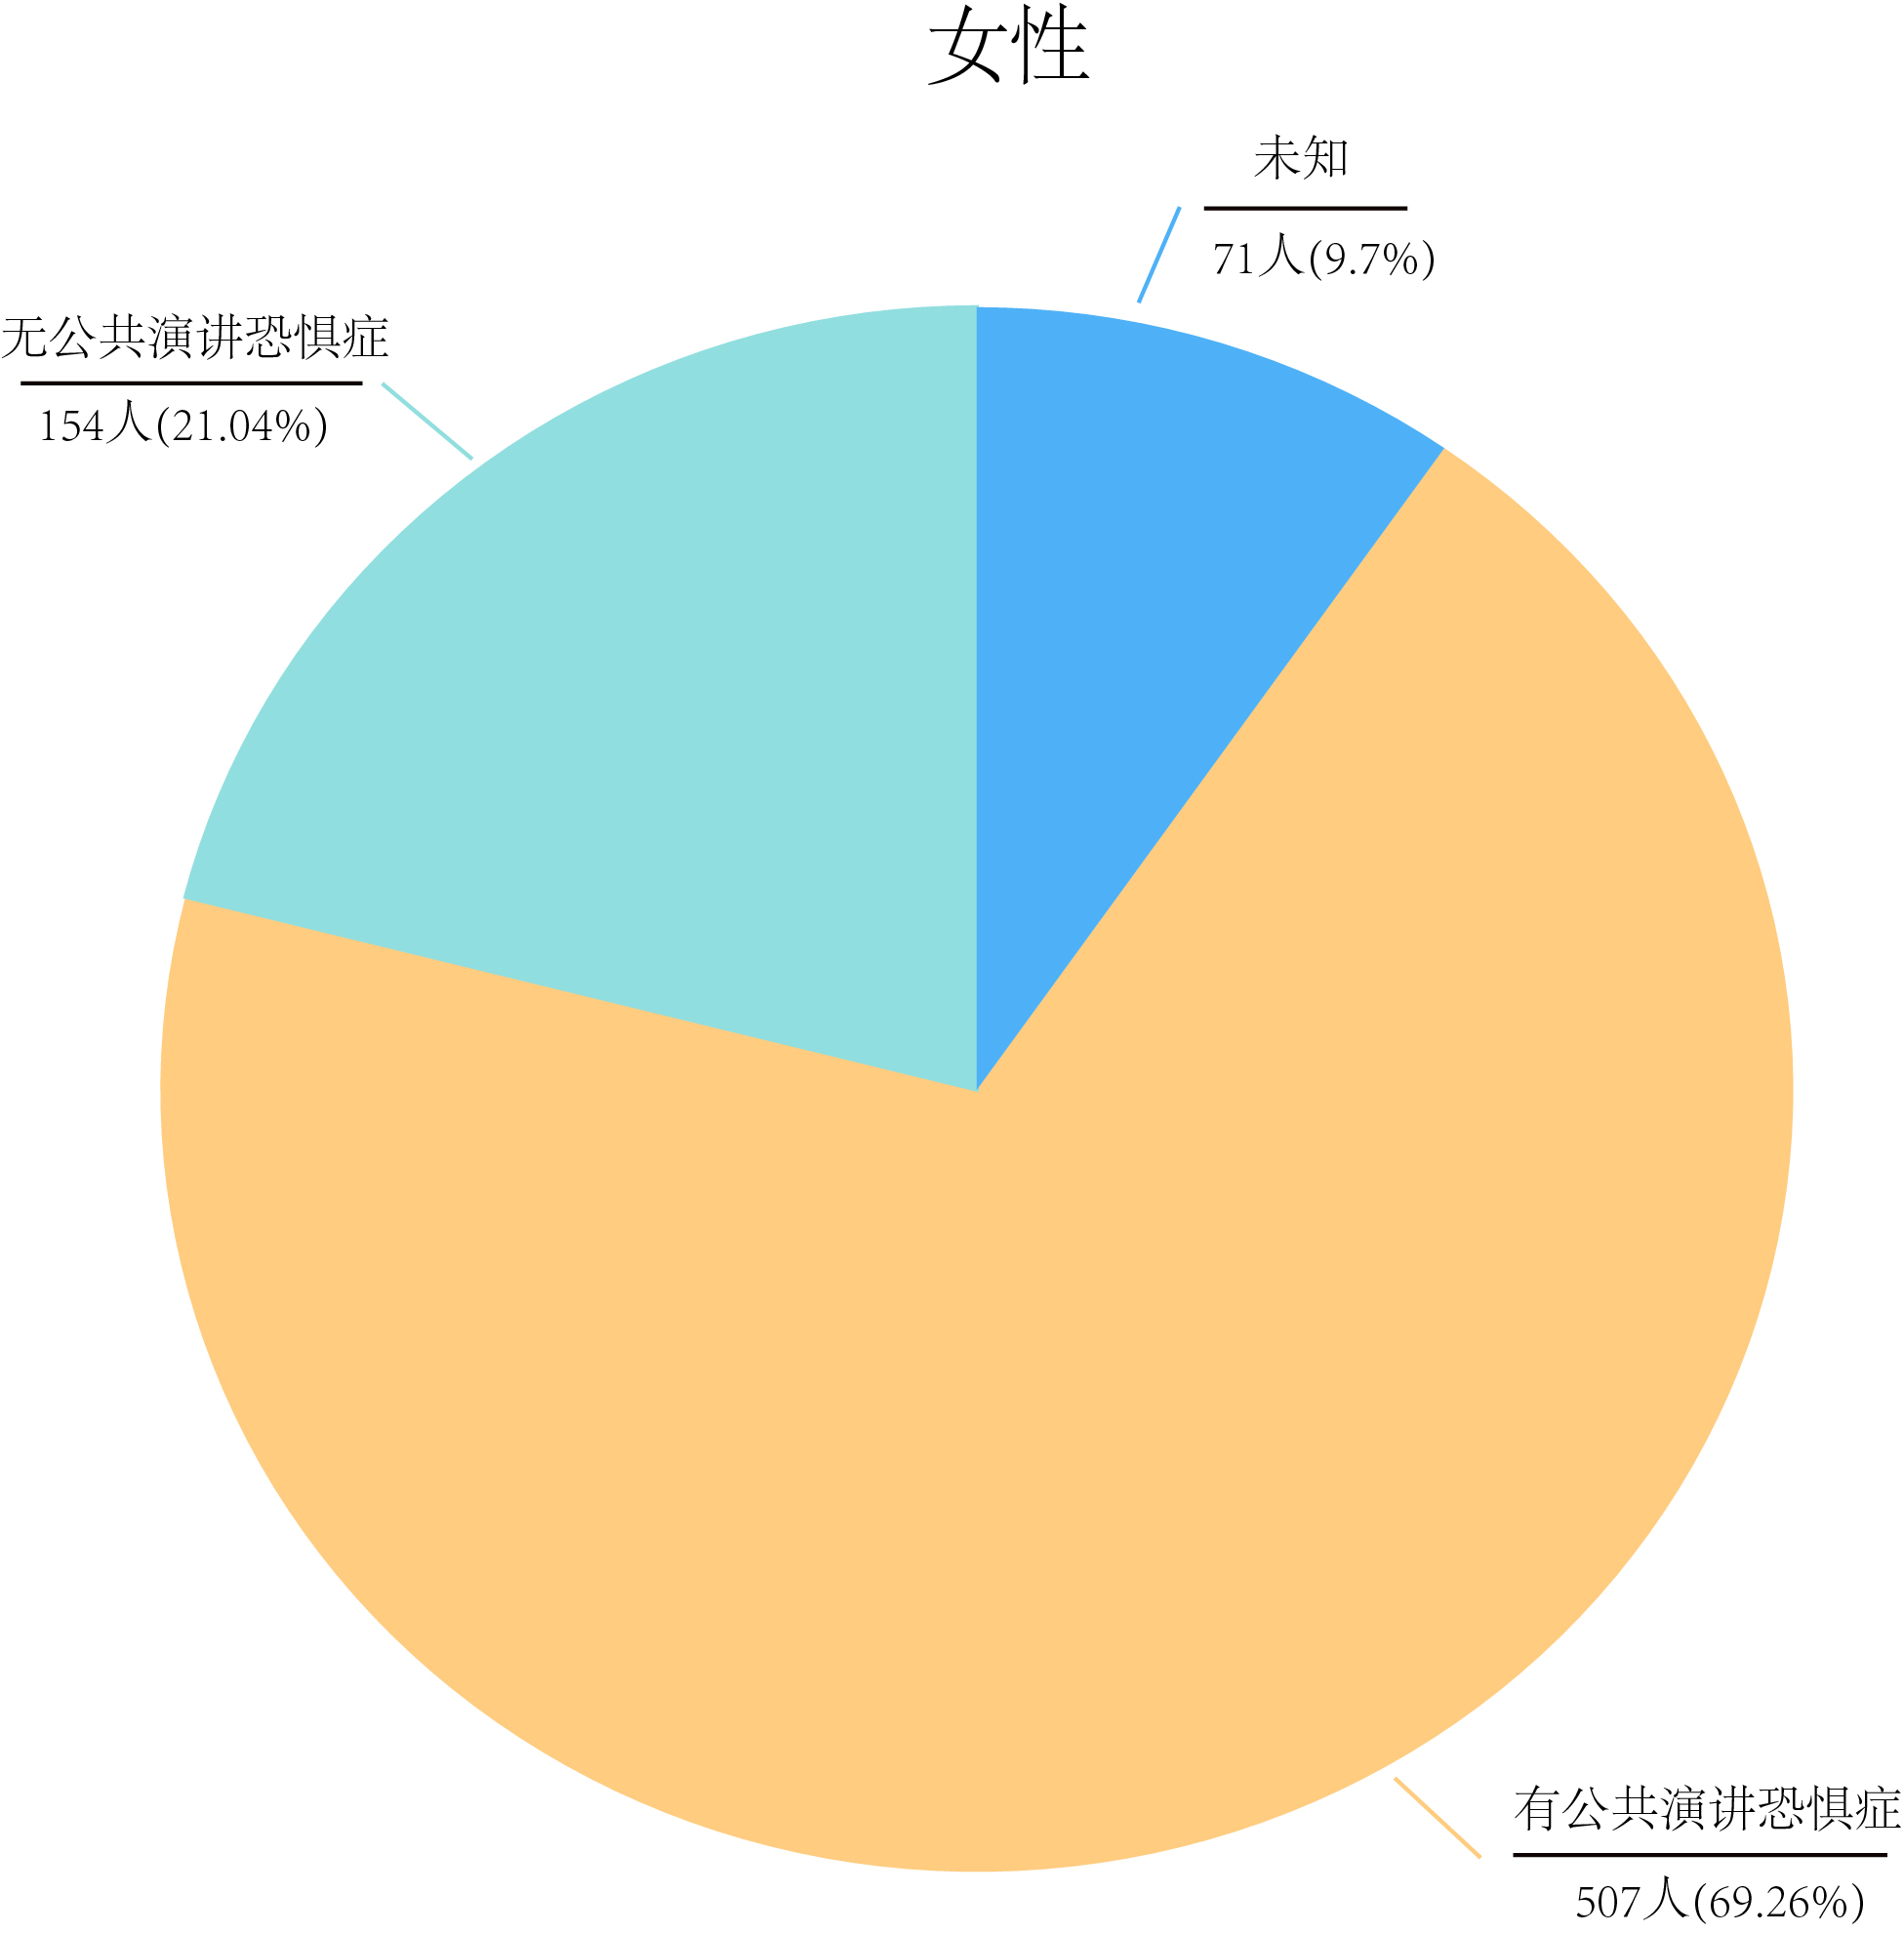 女性
未知
71人(9.7%)
无公共演讲恐惧症
154人(21.04%)
有公共演讲恐惧症
507人(69.26%)